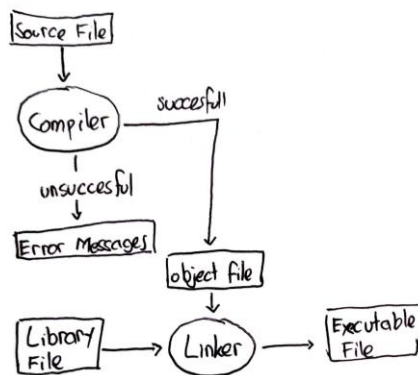 Source File
Compiler
succesfull
unsuccesful
Error Messages
object file
Library
File
Linker
Executable
File